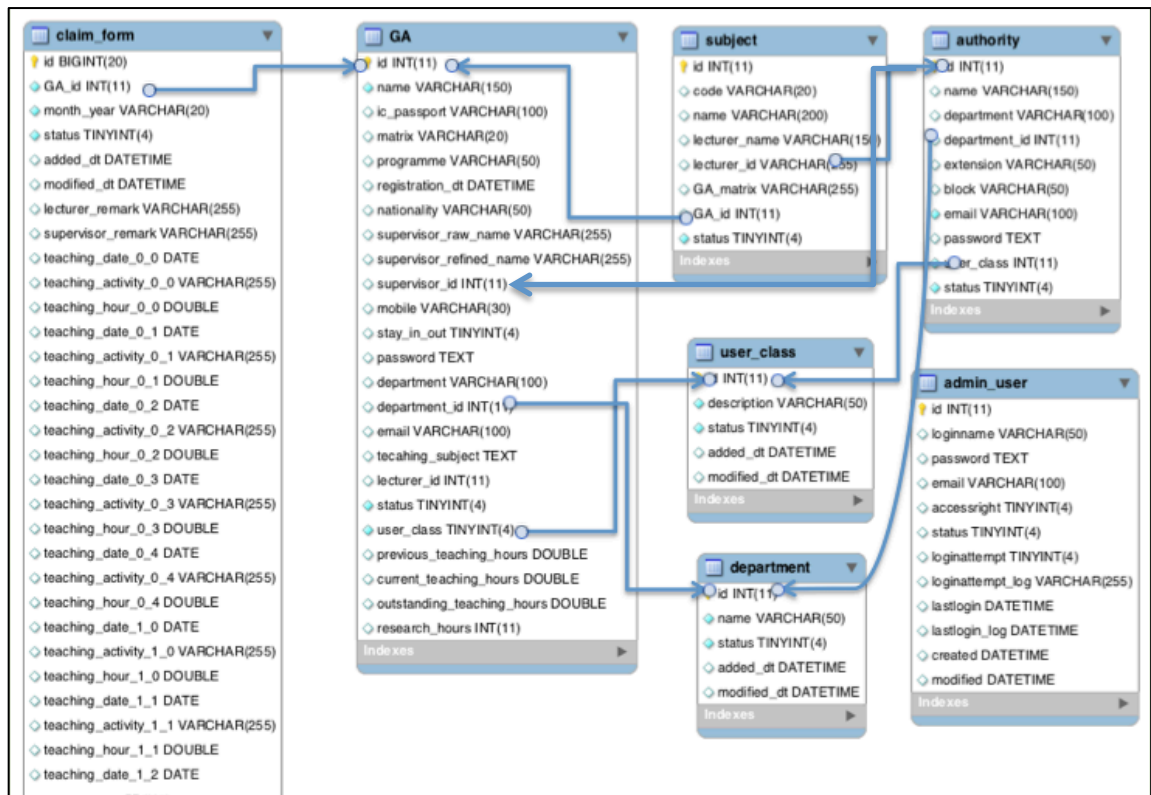 claim_form
id BIGINT(20)
GA_id INT(11)
month_year VARCHAR(20)
status TINYINT(4)
added_dt DATETIME
modified_dt DATETIME
lecturer_remark VARCHAR(255)
supervisor_remark VARCHAR(255)
teaching_date_0_0 DATE
teaching_activity_0_0 VARCHAR(255)
teaching_hour_0_0 DOUBLE
teaching_date_0_1 DATE
teaching_activity_0_1 VARCHAR(255)
teaching_hour_0_1 DOUBLE
teaching_date_0_2 DATE
teaching_activity_0_2 VARCHAR(255)
teaching_hour_0_2 DOUBLE
teaching_date_0_3 DATE
teaching_activity_0_3 VARCHAR(255)
teaching_hour_0_3 DOUBLE
teaching_date_0_4 DATE
teaching_activity_0_4 VARCHAR(255)
teaching_hour_0_4 DOUBLE
teaching_date_1_0 DATE
teaching_activity_1_0 VARCHAR(255)
teaching_hour_1_0 DOUBLE
teaching_date_1_1 DATE
teaching_activity_1_1 VARCHAR(255)
teaching_hour_1_1 DOUBLE
teaching_date_1_2 DATE
GA
id INT(11)
name VARCHAR(150)
ic_passport VARCHAR(100)
matrix VARCHAR(20)
programme VARCHAR(50)
registration_dt DATETIME
nationality VARCHAR(50)
supervisor_raw_name VARCHAR(255)
supervisor_refined_name VARCHAR(255)
supervisor_id INT(11)
mobile VARCHAR(30)
stay_in_out TINYINT(4)
password TEXT
department VARCHAR(100)
department_id INT(11)
email VARCHAR(100)
tecahing_subject TEXT
lecturer_id INT(11)
status TINYINT(4)
user_class TINYINT(4)
previous_teaching_hours DOUBLE
current_teaching_hours DOUBLE
outstanding_teaching_hours DOUBLE
research_hours INT(11)
Indexes
subject
id INT(11)
code VARCHAR(20)
name VARCHAR(200)
lecturer_name VARCHAR(150)
lecturer_id VARCHAR(255)
GA_matrix VARCHAR(255)
GA_id INT(11)
status TINYINT(4)
Indexes
authority
id INT(11)
name VARCHAR(150)
department VARCHAR(100)
department_id INT(11)
extension VARCHAR(50)
block VARCHAR(50)
email VARCHAR(100)
password TEXT
user_class INT(11)
status TINYINT(4)
Indexes
user_class
id INT(11)
description VARCHAR(50)
status TINYINT(4)
added_dt DATETIME
modified_dt DATETIME
Indexes
department
id INT(11)
name VARCHAR(50)
status TINYINT(4)
added_dt DATETIME
modified_dt DATETIME
Indexes
admin_user
id INT(11)
loginname VARCHAR(50)
password TEXT
email VARCHAR(100)
accessright TINYINT(4)
status TINYINT(4)
loginattempt TINYINT(4)
loginattempt_log VARCHAR(255)
lastlogin DATETIME
lastlogin_log DATETIME
created DATETIME
modified DATETIME
Indexes